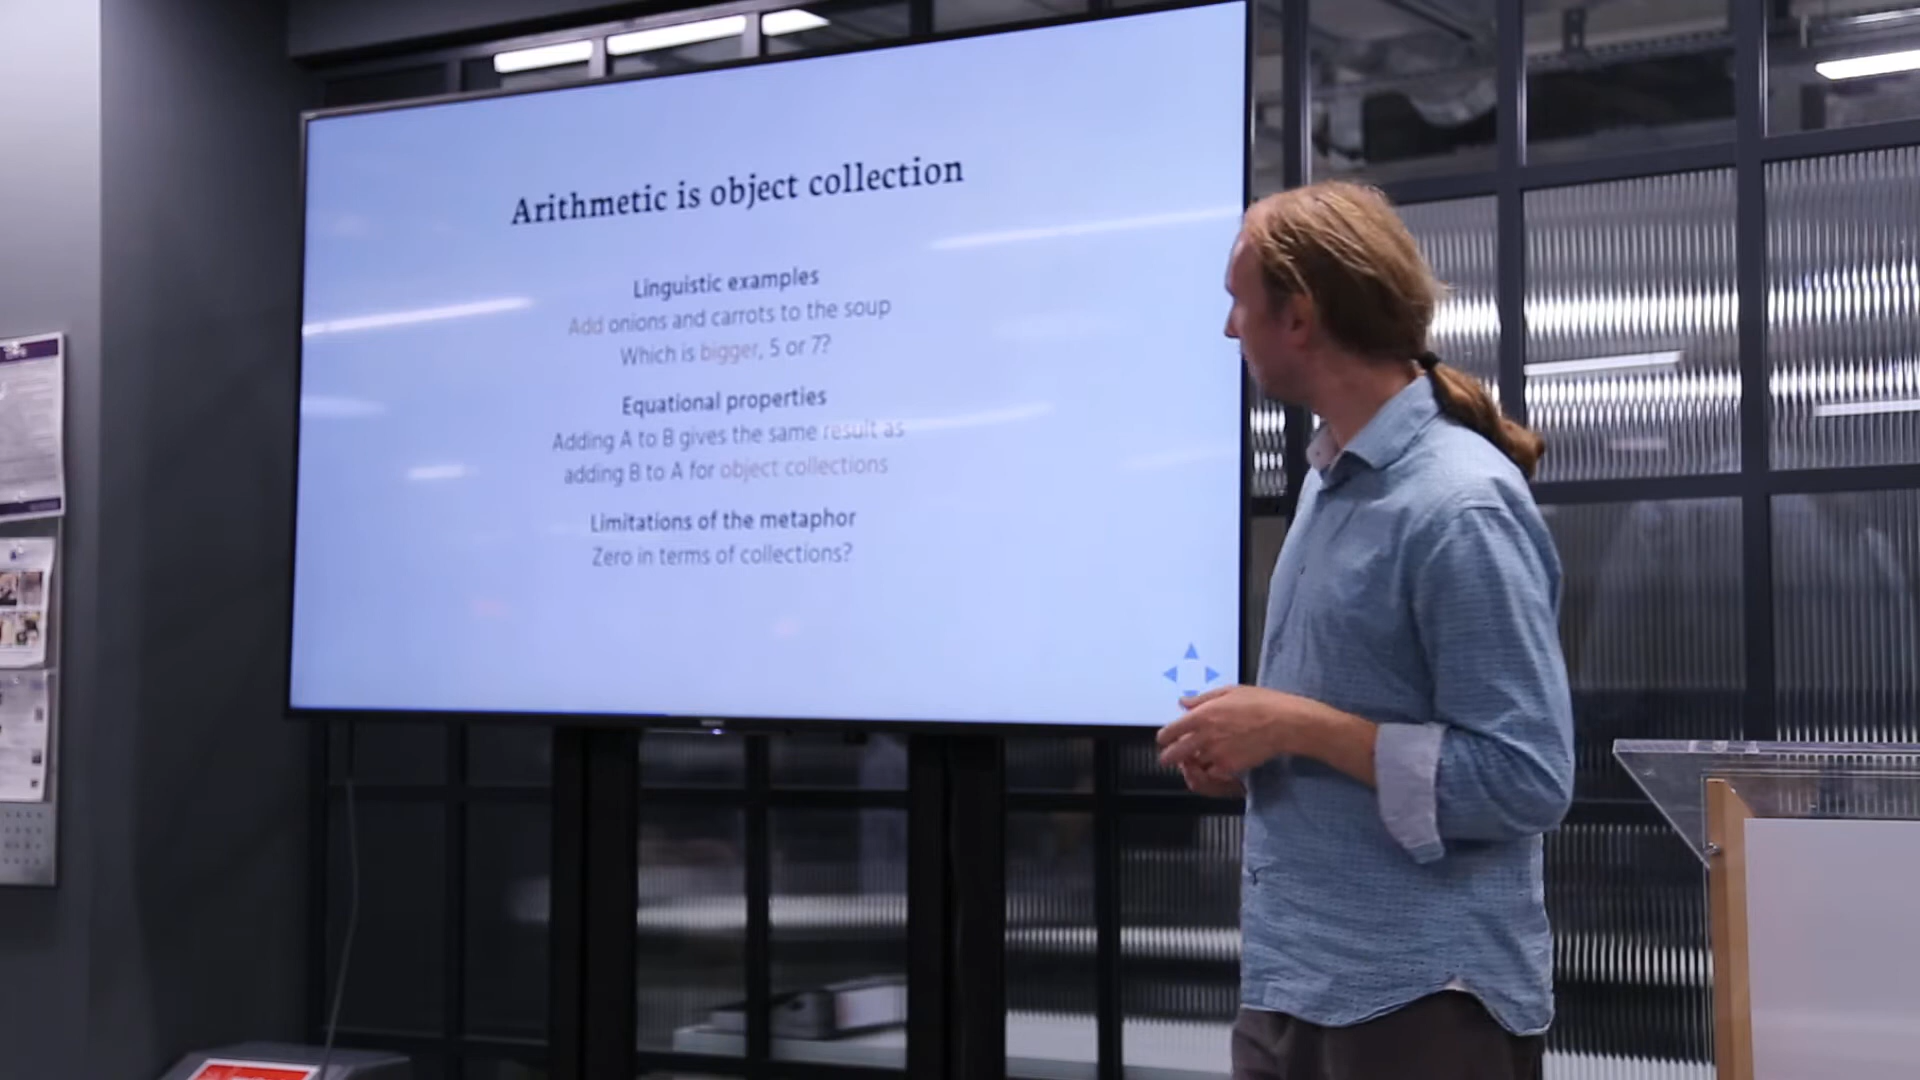 Arithmetic is object collection
Linguistic examples
Add onions and carrots to the soup
Which is bigger, 5 or 7?
Equational properties
Adding A to B gives the same result as
adding B to A for object collections
Limitations of the metaphor
Zero in terms of collections?